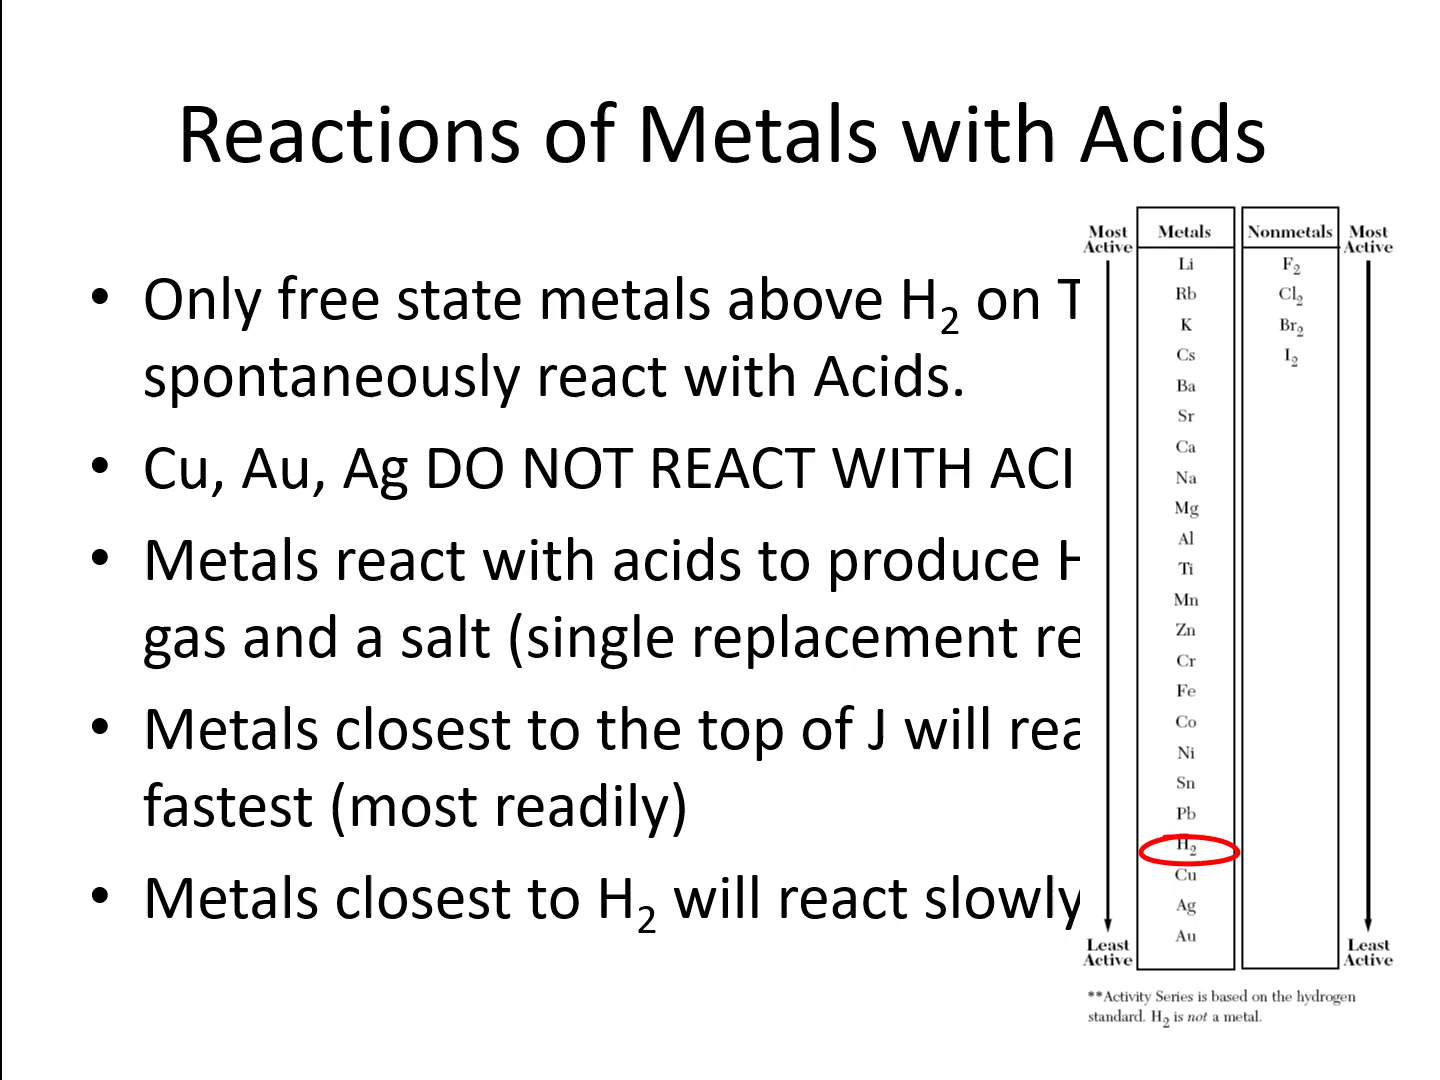 Reactions of Metals with Acids
• Only free state metals above H2 on T
spontaneously react with Acids.
• Cu, Au, Ag DO NOT REACT WITH ACI
• Metals react with acids to produce H
gas and a salt (single replacement re
• Metals closest to the top of J will rea
fastest (most readily)
• Metals closest to H2 will react slowly
Most Active
Metals
Nonmetals
Most Active
Li F2
Rb Cl2
K Br2
Cs I2
Ba
Sr
Ca
Na
Mg
Al
Ti
Mn
Zn
Cr
Fe
Co
Ni
Sn
Pb
H2
Cu
Ag
Au
Least Active
Least Active
**Activity Series is based on the hydrogen
standard. H2 is not a metal.